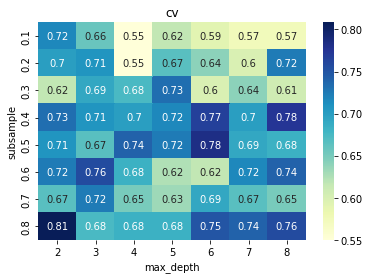 cv
0.1 0.72 0.66 0.55 0.62 0.59 0.57 0.57
0.2 0.7 0.71 0.55 0.67 0.64 0.6 0.72
0.3 0.62 0.69 0.68 0.73 0.6 0.64 0.61
0.4 0.73 0.71 0.7 0.72 0.77 0.7 0.78
0.5 0.71 0.67 0.74 0.72 0.78 0.69 0.68
0.6 0.72 0.76 0.68 0.62 0.62 0.72 0.74
0.7 0.67 0.72 0.65 0.63 0.69 0.67 0.65
0.8 0.81 0.68 0.68 0.68 0.75 0.74 0.76
2 3 4 5 6 7 8
subsample
max_depth
0.80
0.75
0.70
0.65
0.60
0.55